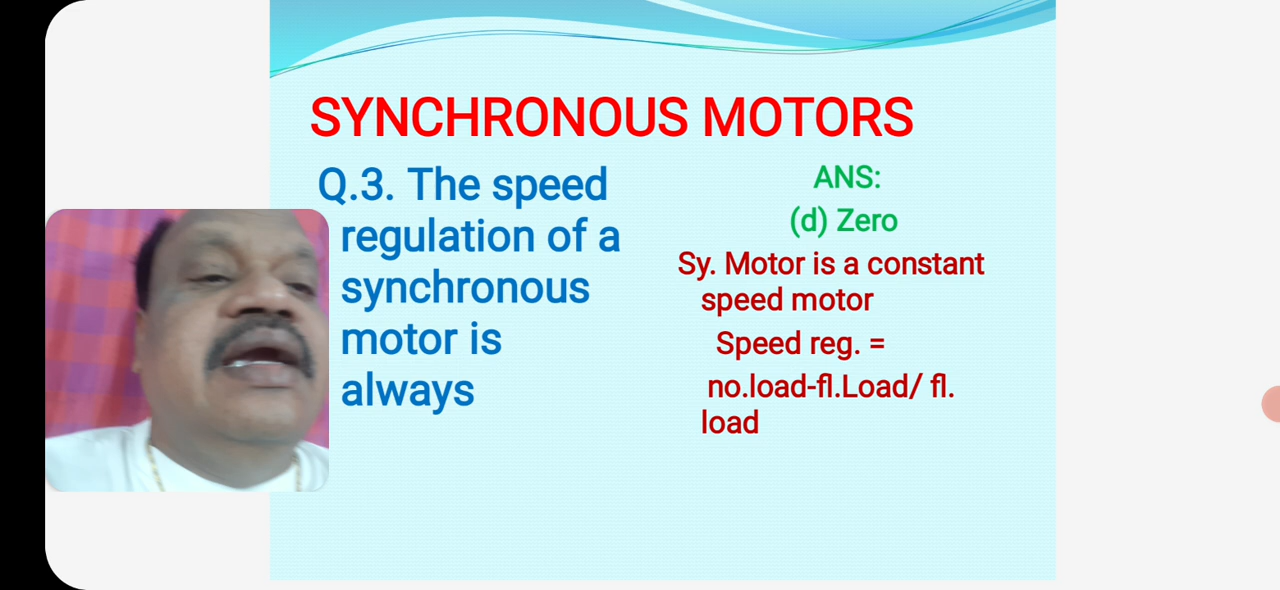 SYNCHRONOUS MOTORS
Q.3. The speed
regulation of a
synchronous
motor is
always
ANS:
(d) Zero
Sy. Motor is a constant
speed motor
Speed reg. =
no.load-fl.Load/ fl.
load